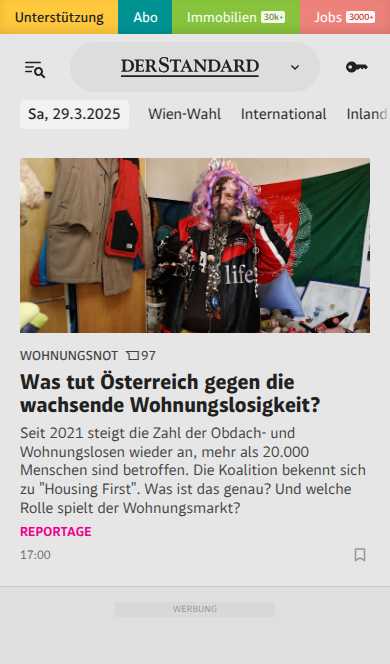 Unterstützung Abo Immobilien 30k+ Jobs 3000+
DERSTANDARD
Sa, 29.3.2025 Wien-Wahl International Inland
life
WOHNUNGSNOT 97
Was tut Österreich gegen die
wachsende Wohnungslosigkeit?
Seit 2021 steigt die Zahl der Obdach- und
Wohnungslosen wieder an, mehr als 20.000
Menschen sind betroffen. Die Koalition bekennt sich
zu "Housing First". Was ist das genau? Und welche
Rolle spielt der Wohnungsmarkt?
REPORTAGE
17:00
WERBUNG